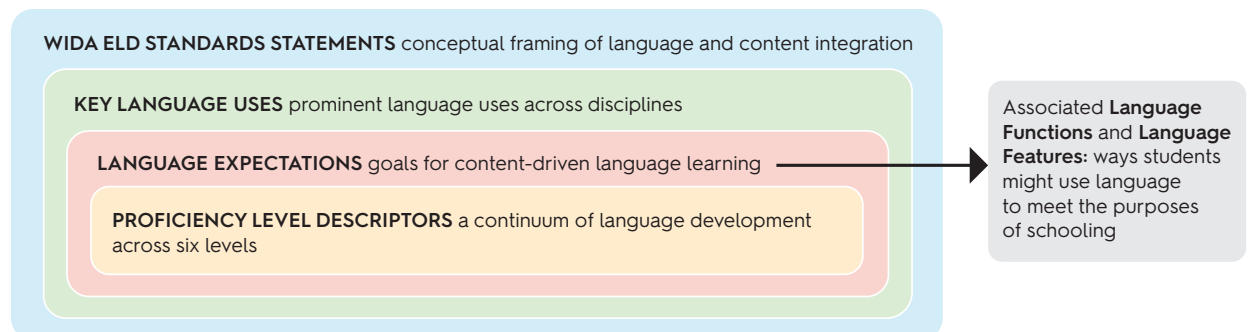 WIDA ELD STANDARDS STATEMENTS conceptual framing of language and content integration
KEY LANGUAGE USES prominent language uses across disciplines
LANGUAGE EXPECTATIONS goals for content-driven language learning
PROFICIENCY LEVEL DESCRIPTORS a continuum of language development
across six levels
Associated Language
Functions and Language
Features: ways students
might use language
to meet the purposes
of schooling